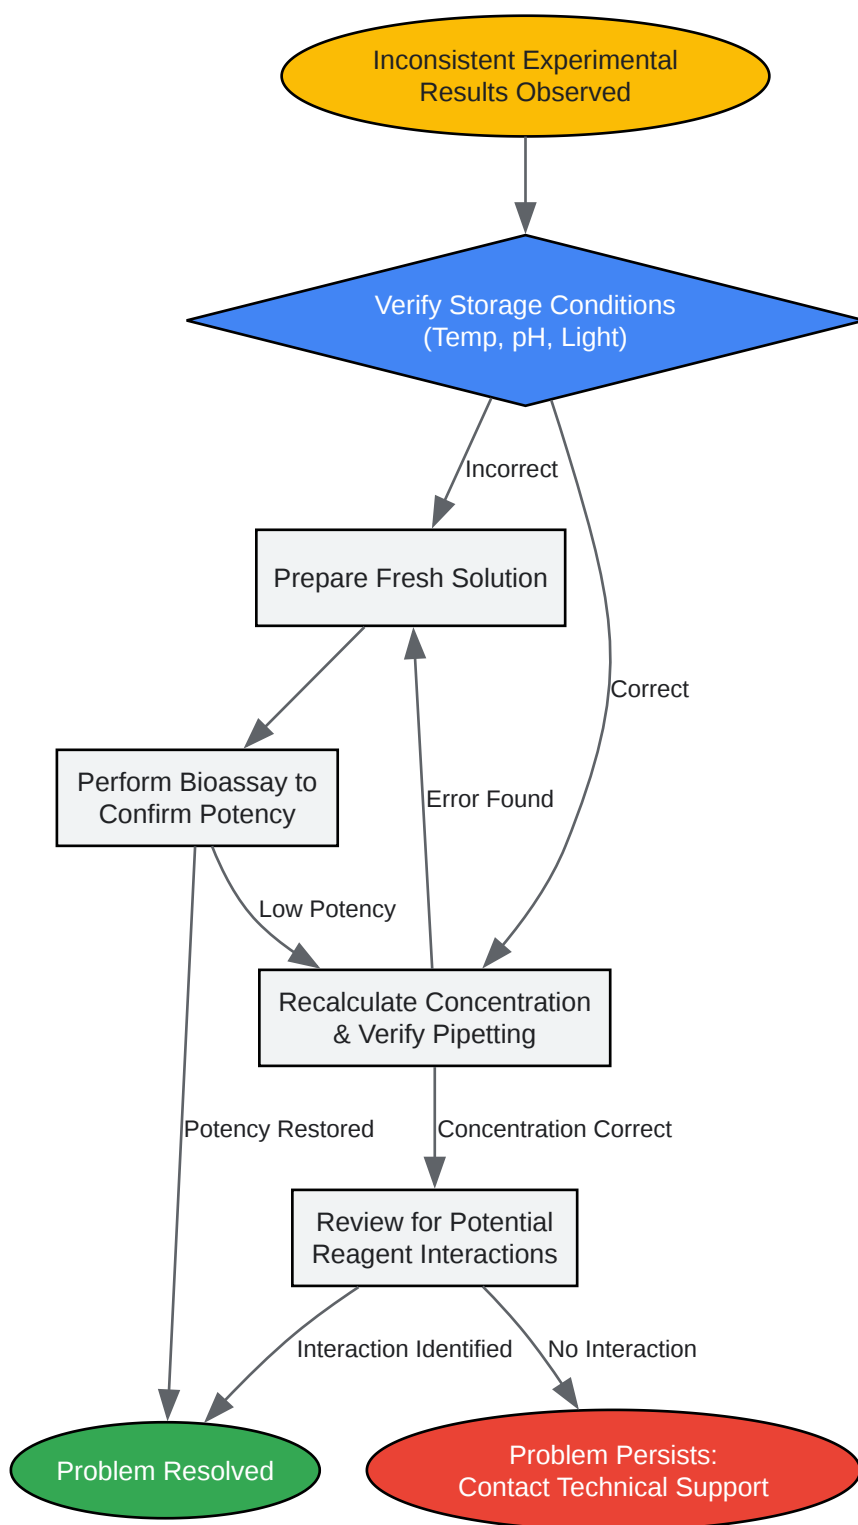 Inconsistent Experimental
Results Observed
Verify Storage Conditions
(Temp, pH, Light)
Incorrect
Prepare Fresh Solution
Correct
Perform Bioassay to
Confirm Potency
Error Found
Low Potency
Recalculate Concentration
& Verify Pipetting
Potency Restored
Concentration Correct
Review for Potential
Reagent Interactions
Interaction Identified
No Interaction
Problem Resolved
Problem Persists:
Contact Technical Support